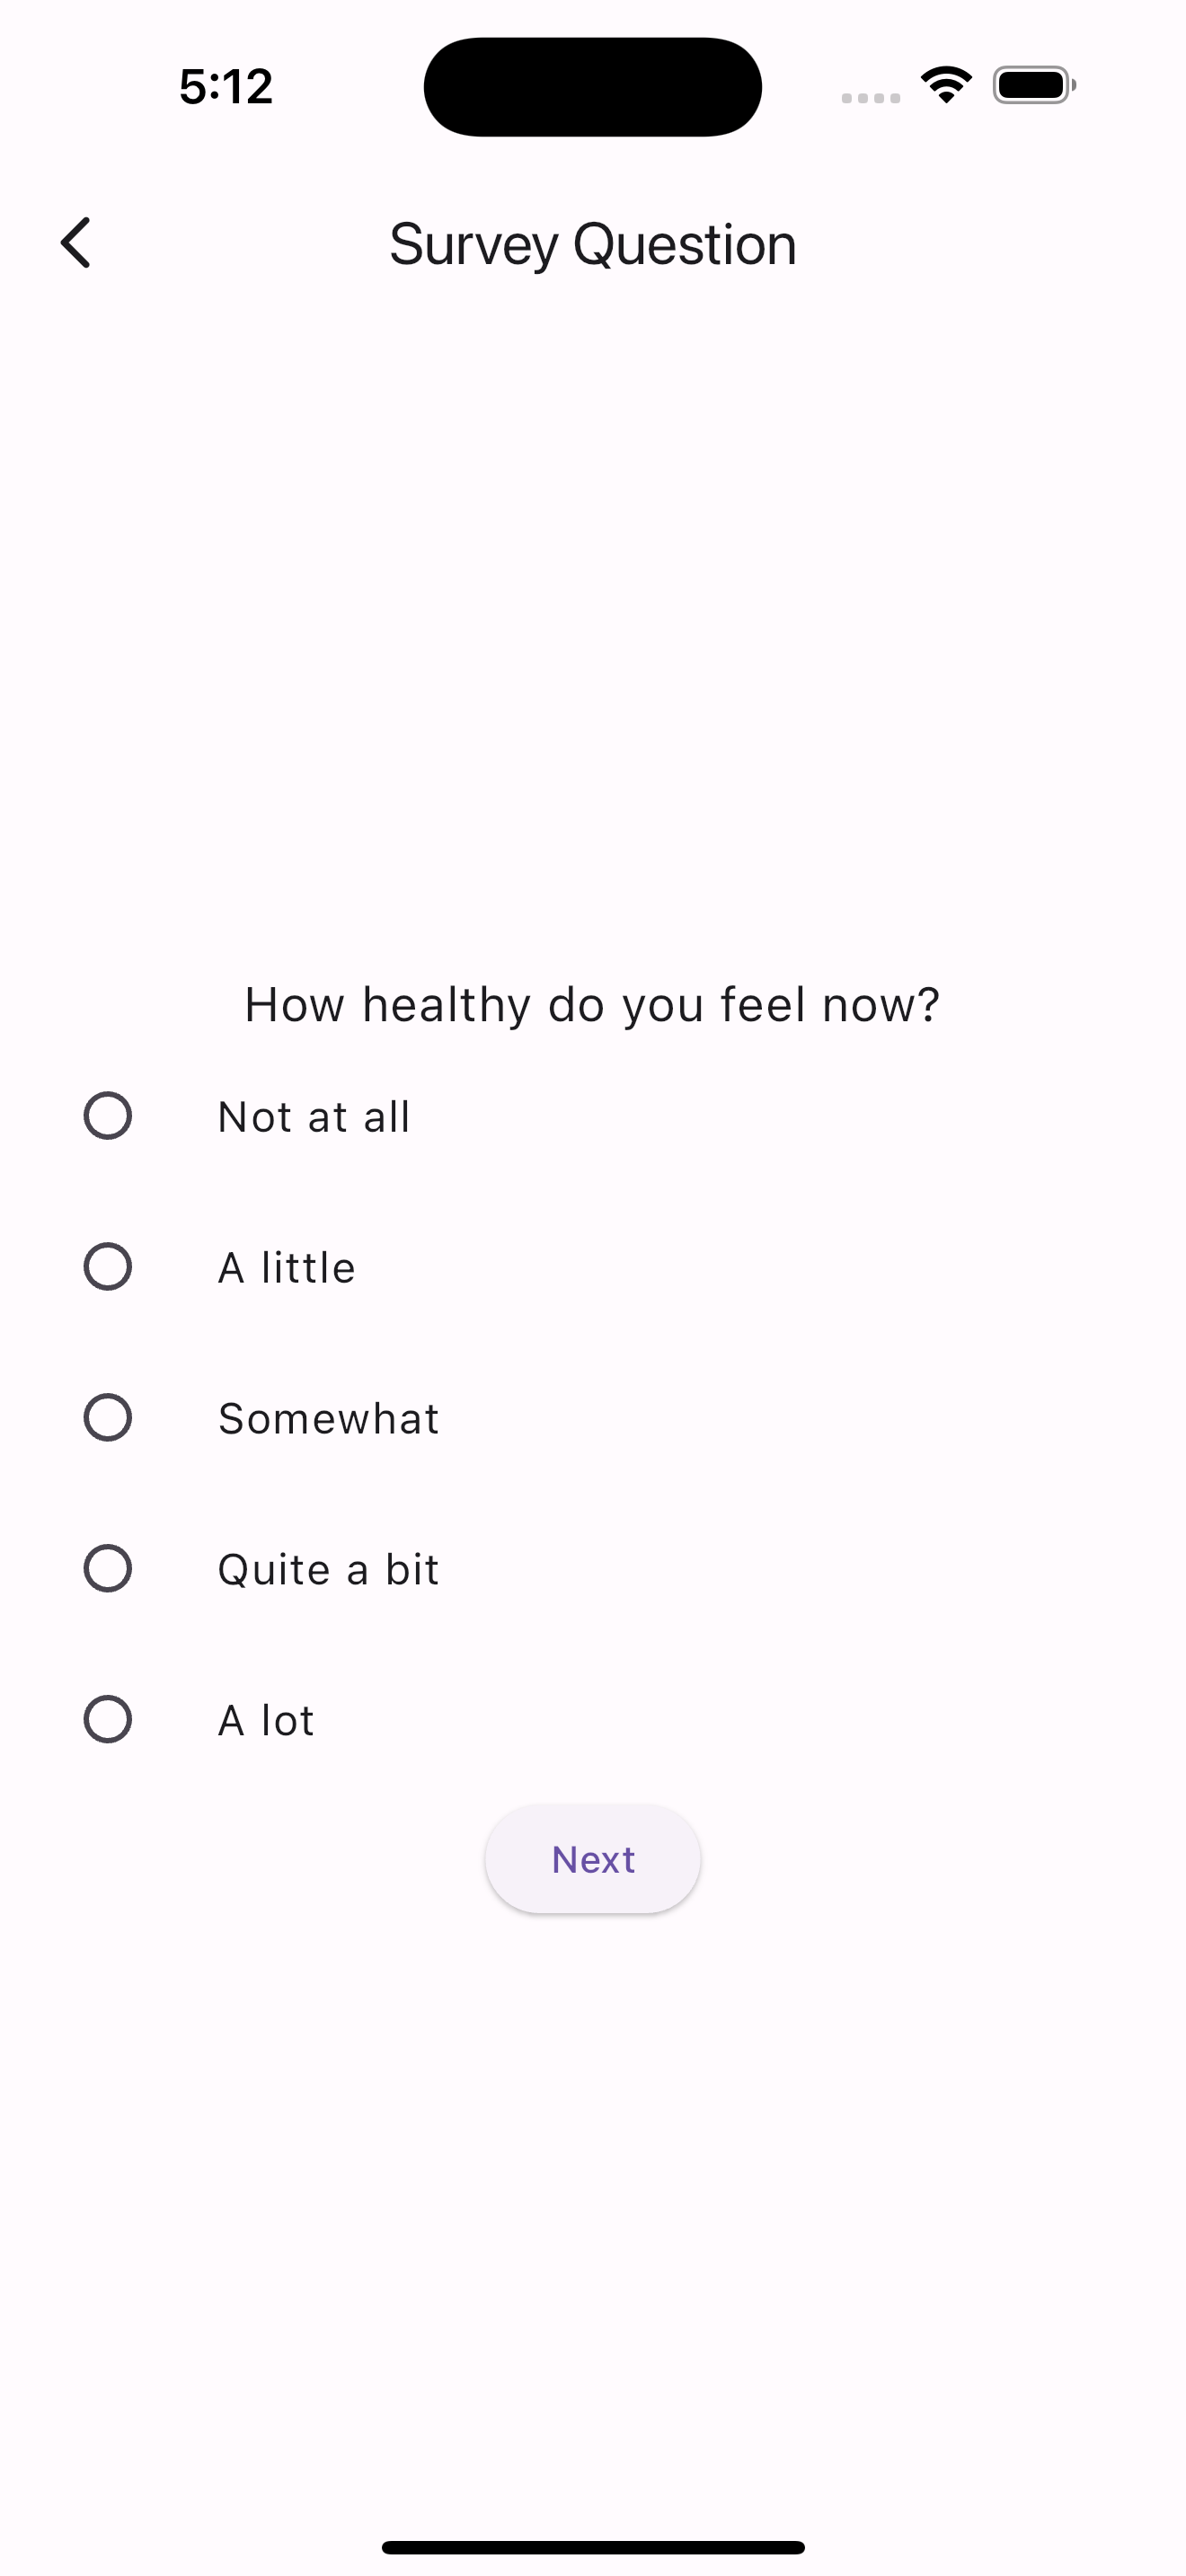 5:12
Survey Question
How healthy do you feel now?
Not at all
A little
Somewhat
Quite a bit
A lot
Next